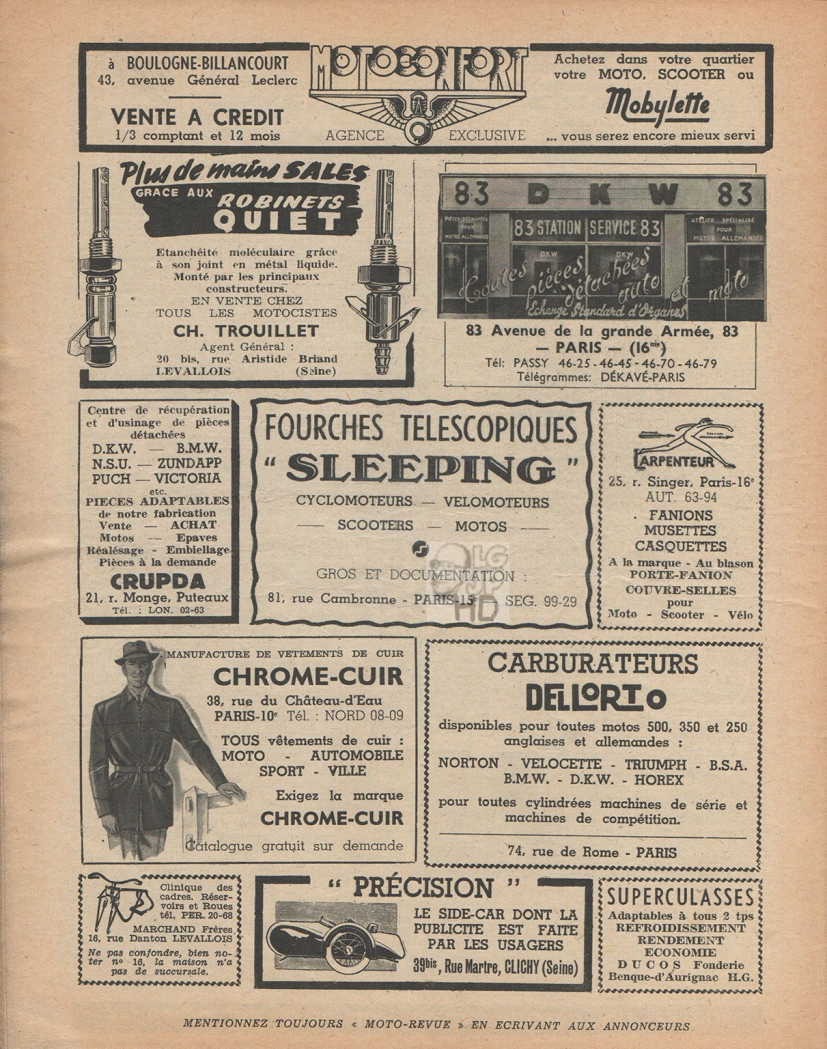 à BOULOGNE-BILLANCOURT
43, avenue Général Leclerc
VENTE A CREDIT
1/3 comptant et 12 mois
MOTOCONFORT
AGENCE EXCLUSIVE
Achetez dans votre quartier
votre MOTO, SCOOTER ou
Mobylette
... vous serez encore mieux servi
Plus de mains SALES
GRACE AUX ROBINETS
QUIET
Etanchéité moléculaire grâce
à son joint en métal liquide.
Monté par les principaux
constructeurs.
EN VENTE CHEZ
TOUS LES MOTOCISTES
CH. TROUILLET
Agent Général :
20 bis, rue Aristide Briand
LEVALLOIS (Seine)
83 DKW 83
PIÈCES DÉTACHÉES
POUR
MOTOS ALLEMANDES
83 STATION SERVICE 83
ATELIER SPÉCIALISÉ
POUR
MOTOS ALLEMANDES
DKW DKW
Toutes pièces détachées auto et moto
Echange Standard d'Organes
83 Avenue de la grande Armée, 83
— PARIS — (16me)
Tél: PASSY 46-25 - 46-45 - 46-70 - 46-79
Télégrammes: DÉKAVÉ-PARIS
Centre de récupération
et d'usinage de pièces
détachées
D.K.W. — B.M.W.
N.S.U. — ZUNDAPP
PUCH — VICTORIA
etc.
PIECES ADAPTABLES
de notre fabrication
Vente — ACHAT
Motos — Epaves
Réalésage - Embiellage
Pièces à la demande
CRUPDA
21, r. Monge, Puteaux
Tél. : LON. 02-63
FOURCHES TELESCOPIQUES
" SLEEPING "
CYCLOMOTEURS — VELOMOTEURS
— SCOOTERS — MOTOS —
GROS ET DOCUMENTATION :
81, rue Cambronne - PARIS-15e SEG. 99-29
OLG
HD
CARPENTEUR
25, r. Singer, Paris-16e
AUT. 63-94
FANIONS
MUSETTES
CASQUETTES
A la marque - Au blason
PORTE-FANION
COUVRE-SELLES
pour
Moto - Scooter - Vélo
MANUFACTURE DE VETEMENTS DE CUIR
CHROME-CUIR
38, rue du Château-d'Eau
PARIS-10e Tél. : NORD 08-09
TOUS vêtements de cuir :
MOTO - AUTOMOBILE
SPORT - VILLE
Exigez la marque
CHROME-CUIR
Catalogue gratuit sur demande
CARBURATEURS
DELLORTO
disponibles pour toutes motos 500, 350 et 250
anglaises et allemandes :
NORTON - VELOCETTE - TRIUMPH - B.S.A.
B.M.W. - D.K.W. - HOREX
pour toutes cylindrées machines de série et
machines de compétition.
74, rue de Rome - PARIS
Clinique des
cadres. Réser-
voirs et Roues
tél. PER. 20-68
MARCHAND Frères
16, rue Danton LEVALLOIS
Ne pas confondre, bien no-
ter n° 16, la maison n'a
pas de succursale.
" PRÉCISION "
LE SIDE-CAR DONT LA
PUBLICITE EST FAITE
PAR LES USAGERS
39bis, Rue Martre, CLICHY (Seine)
SUPERCULASSES
Adaptables à tous 2 tps
REFROIDISSEMENT
RENDEMENT
ECONOMIE
DUCOS Fonderie
Benque-d'Aurignac H.G.
MENTIONNEZ TOUJOURS « MOTO-REVUE » EN ECRIVANT AUX ANNONCEURS